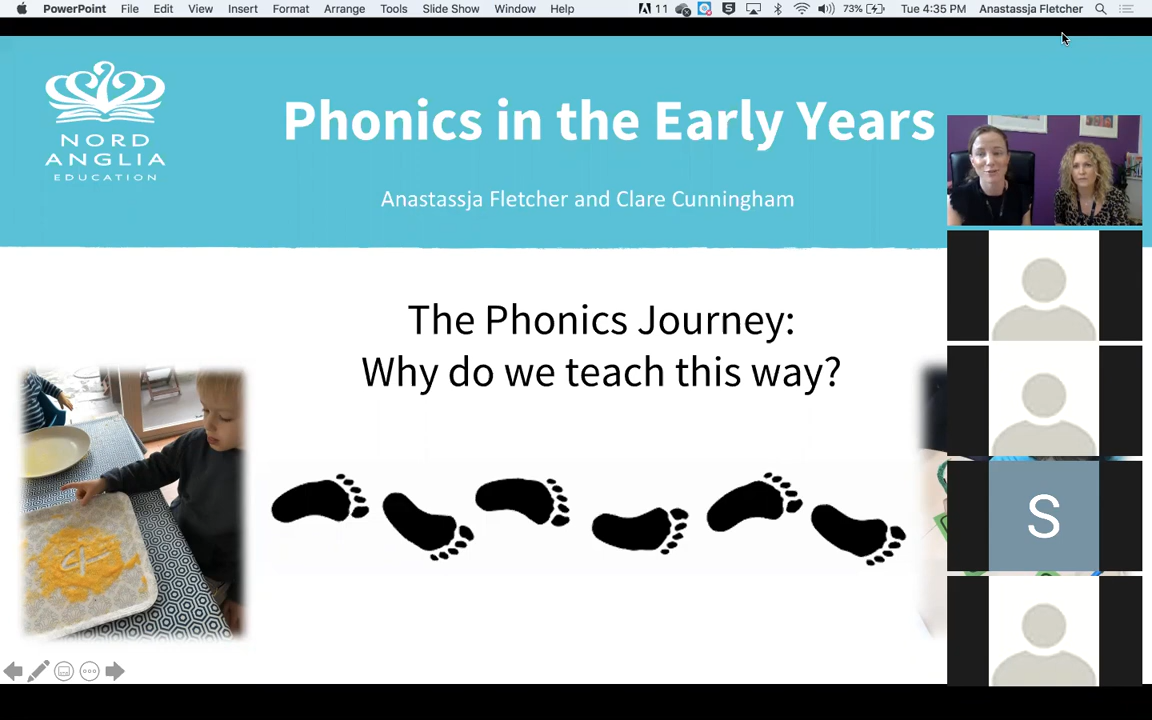 PowerPoint File Edit View Insert Format Arrange Tools Slide Show Window Help 11 73% Tue 4:35 PM Anastassja Fletcher
NORD
ANGLIA
EDUCATION
Phonics in the Early Years
Anastassja Fletcher and Clare Cunningham
The Phonics Journey:
Why do we teach this way?
S